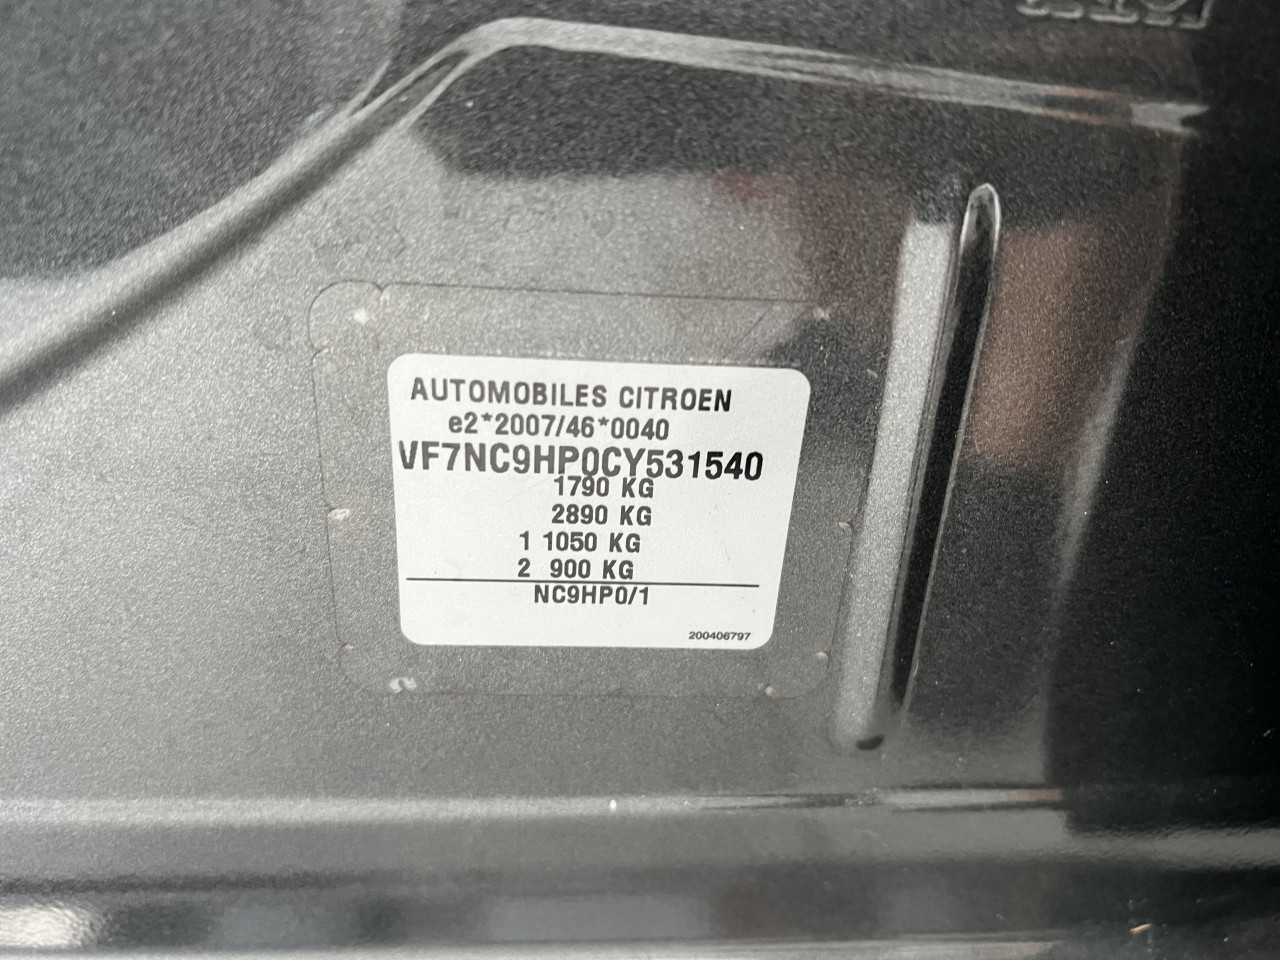 AUTOMOBILES CITROEN
e2*2007/46*0040
VF7NC9HP0CY531540
1790 KG
2890 KG
1 1050 KG
2 900 KG
NC9HP0/1
200406797